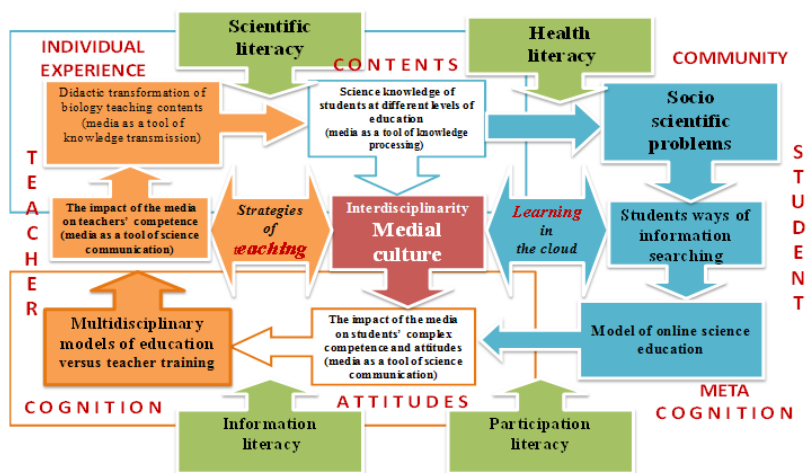 Scientific
literacy
Health
literacy
INDIVIDUAL
EXPERIENCE
CONTENTS
COMMUNITY
Didactic transformation of
biology teaching contents
(media as a tool of
knowledge transmission)
Science knowledge of
students at different levels of
education
(media as a tool of knowledge
processing)
Socio
scientific
problems
TEACHER
STUDENT
The impact of the media
on teachers' competence
(media as a tool of science
communication)
Strategies
of
teaching
Interdisciplinarity
Medial
culture
Learning
in
the cloud
Students ways of
information
searching
Multidisciplinary
models of education
versus teacher training
The impact of the media
on students' complex
competence and attitudes
(media as a tool of science
communication)
Model of online science
education
COGNITION
ATTITUDES
META
COGNITION
Information
literacy
Participation
literacy